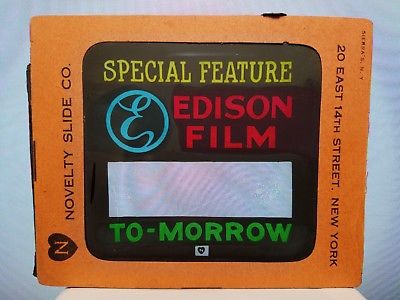 SPECIAL FEATURE
E EDISON
FILM
TO-MORROW
N NOVELTY SLIDE CO.
20 EAST 14TH STREET, NEW YORK